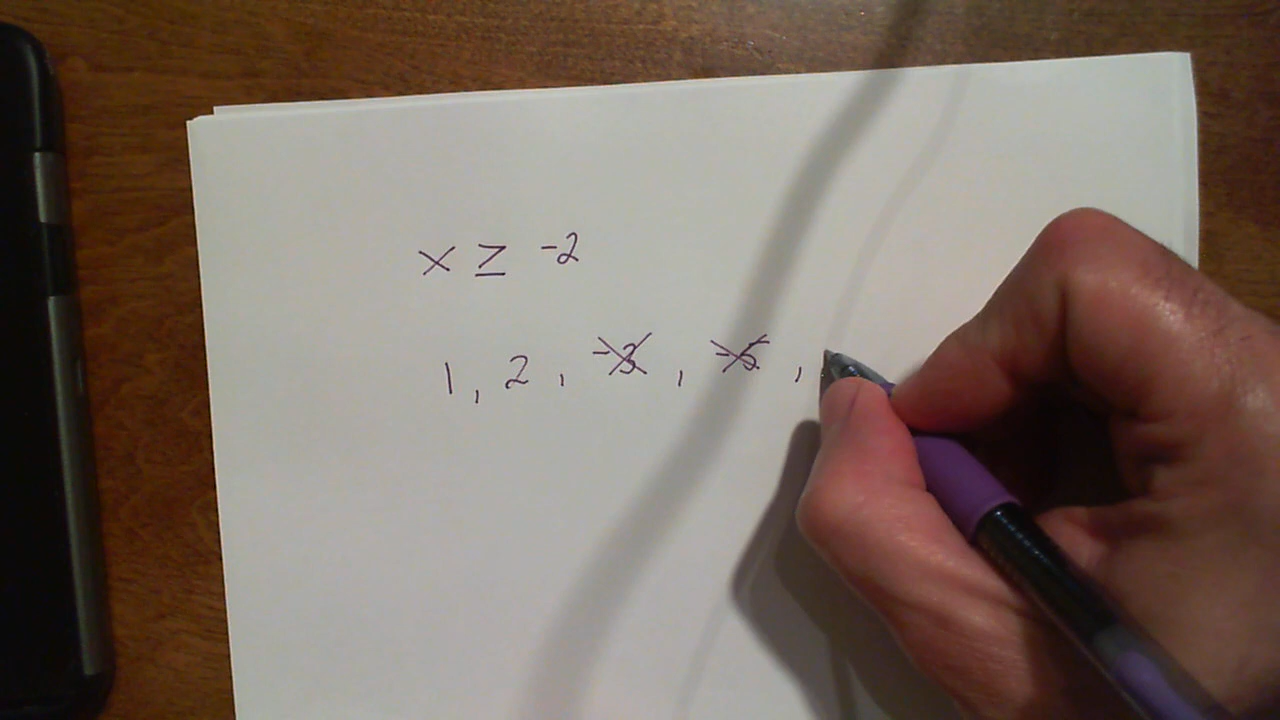 x ≥ -2
1, 2, -3, -5,